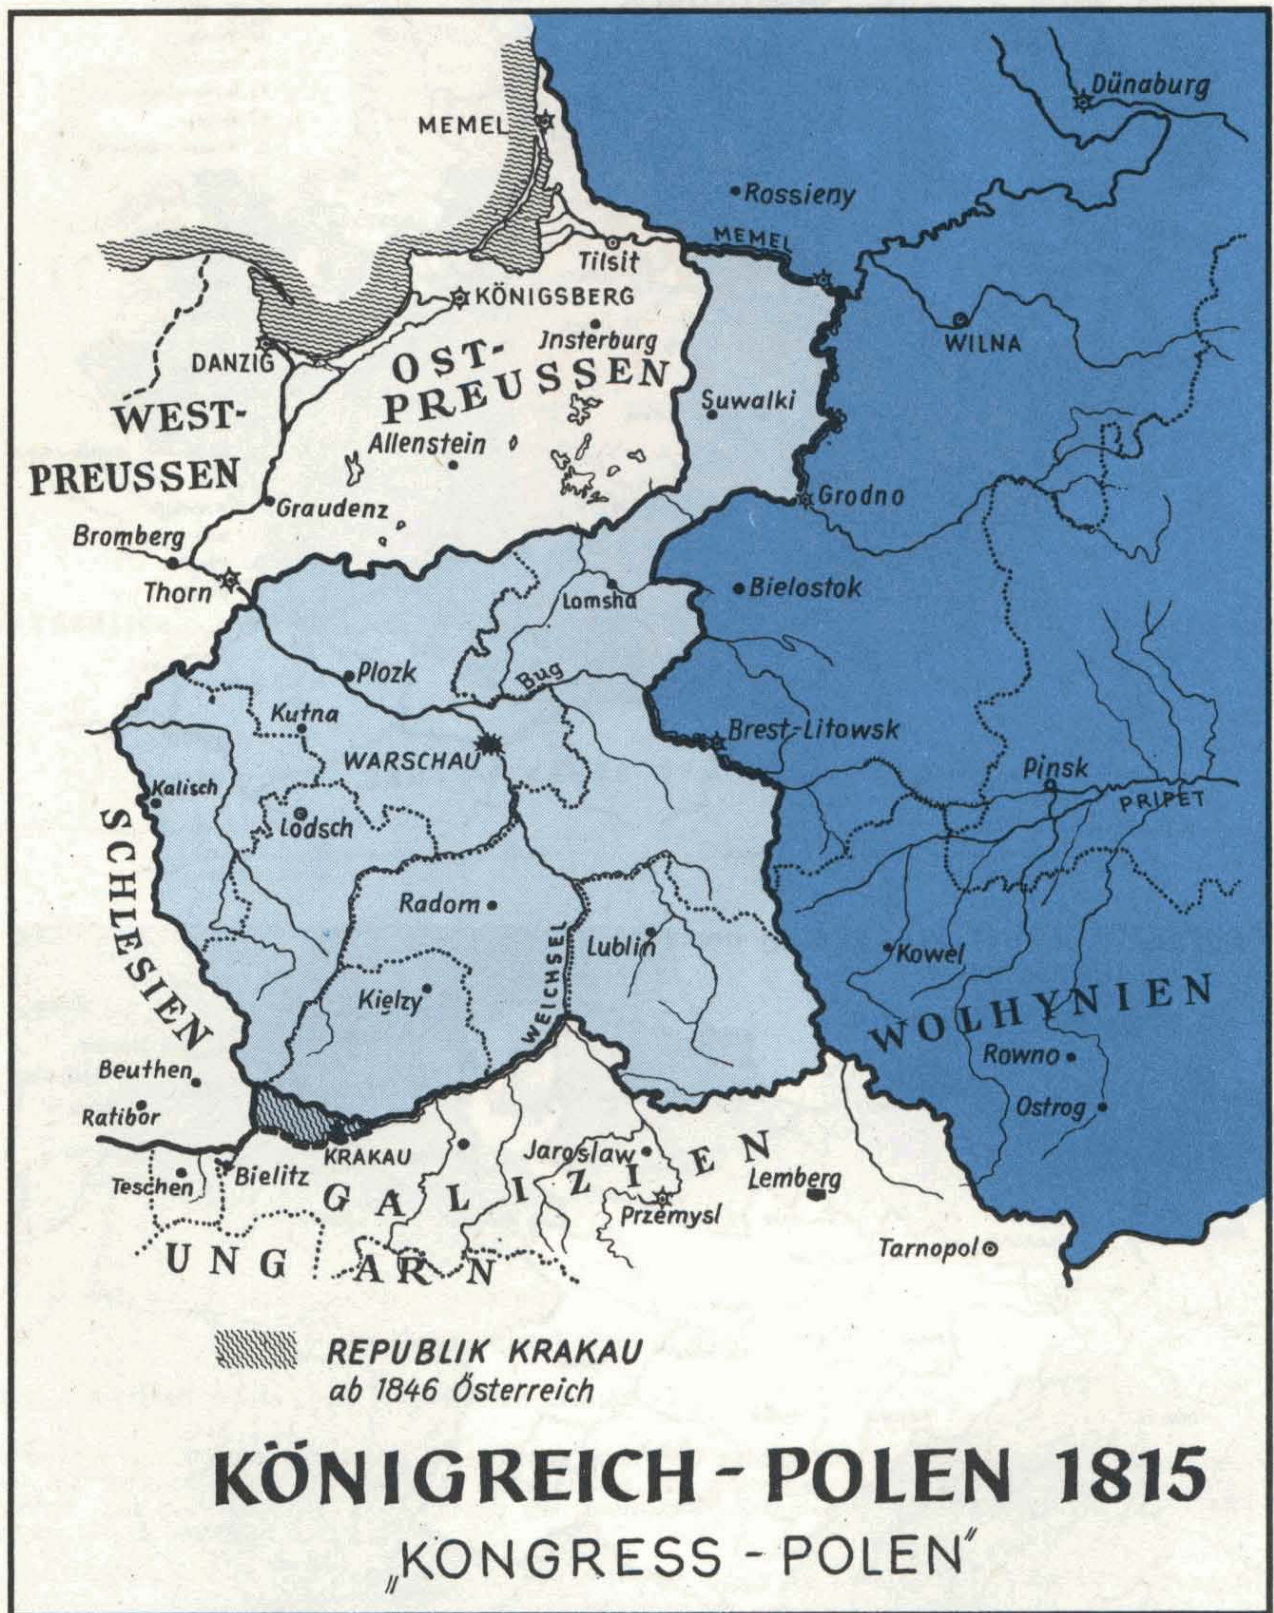 Dünaburg
MEMEL
Rossieny
MEMEL
Tilsit
KÖNIGSBERG
Jnsterburg
WILNA
DANZIG
OST-
PREUSSEN
WEST-
PREUSSEN
Suwalki
Allenstein
Graudenz
Grodno
Bromberg
Thorn
Lomsha
Bielostok
Plozk
Bug
Kutna
WARSCHAU
Brest-Litowsk
Pinsk
PRIPET
Kalisch
Lodsch
SCHLESIEN
Radom
WEICHSEL
Lublin
Kowel
Kielzy
WOLHYNIEN
Rowno
Ostrog
Beuthen
Ratibor
KRAKAU
Jaroslaw
Teschen
Bielitz
GALIZIEN
Lemberg
Przemysl
Tarnopol
UNGARN
REPUBLIK KRAKAU
ab 1846 Österreich
KÖNIGREICH - POLEN 1815
„KONGRESS - POLEN"